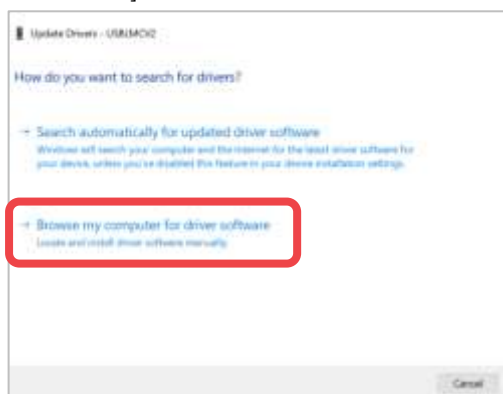 Update Drivers - USBLMCV2
How do you want to search for drivers?
→ Search automatically for updated driver software
Windows will search your computer and the Internet for the latest driver software for
your device, unless you've disabled this feature in your device installation settings.
→ Browse my computer for driver software
Locate and install driver software manually.
Cancel